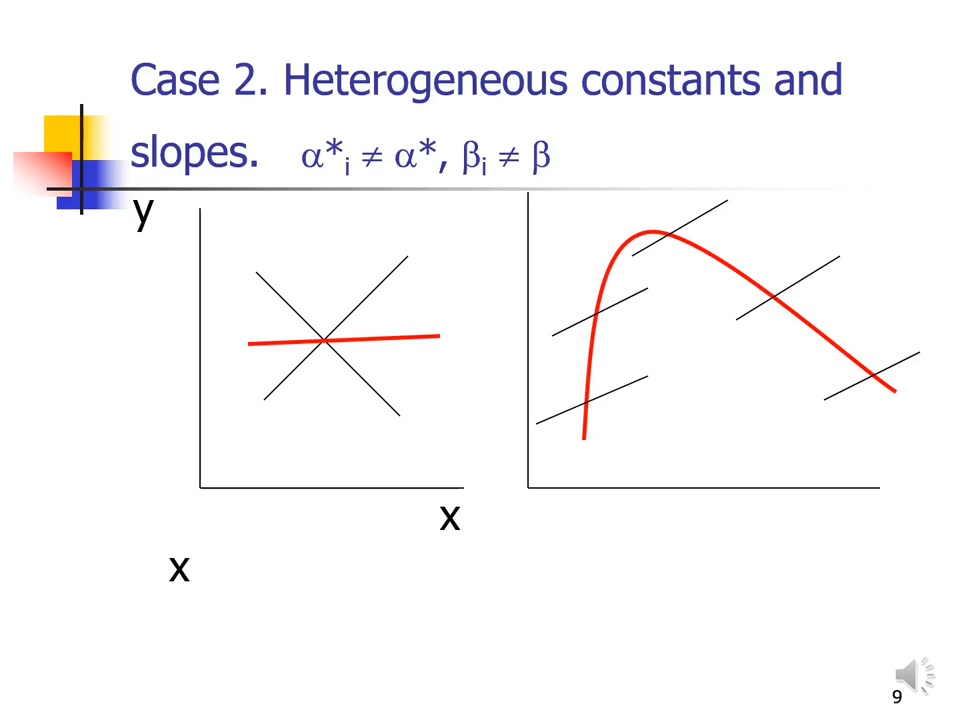 Case 2. Heterogeneous constants and
slopes. α*i ≠ α*, βi ≠ β
y
x
x
9